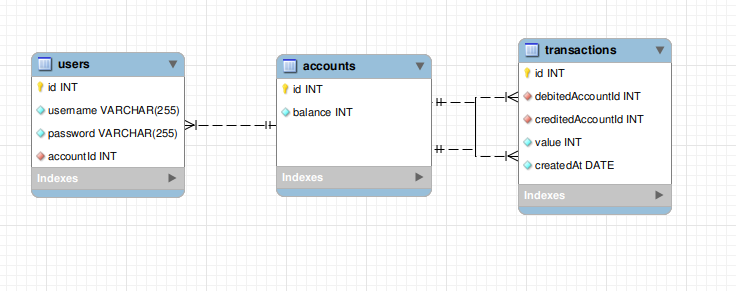 users
id INT
username VARCHAR(255)
password VARCHAR(255)
accountId INT
Indexes
accounts
id INT
balance INT
Indexes
transactions
id INT
debitedAccountId INT
creditedAccountId INT
value INT
createdAt DATE
Indexes